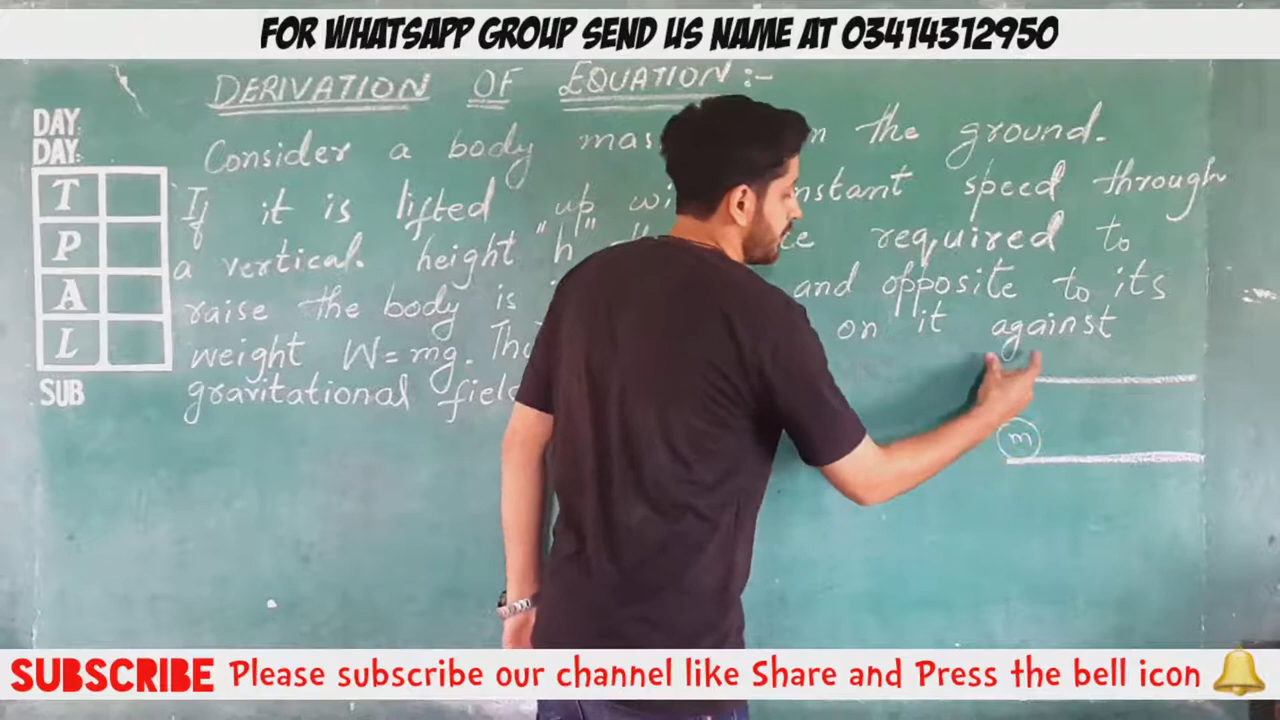 FOR WHATSAPP GROUP SEND US NAME AT 03414312950
DERIVATION OF EQUATION :-
DAY:
DAY:
T
P
A
L
SUB
Consider a body mas the ground.
If it is lifted up speed through
a vertical. height "h" required to
raise the body is and opposite to its
weight W = mg. on it against
gravitational field
m
SUBSCRIBE Please subscribe our channel like Share and Press the bell icon